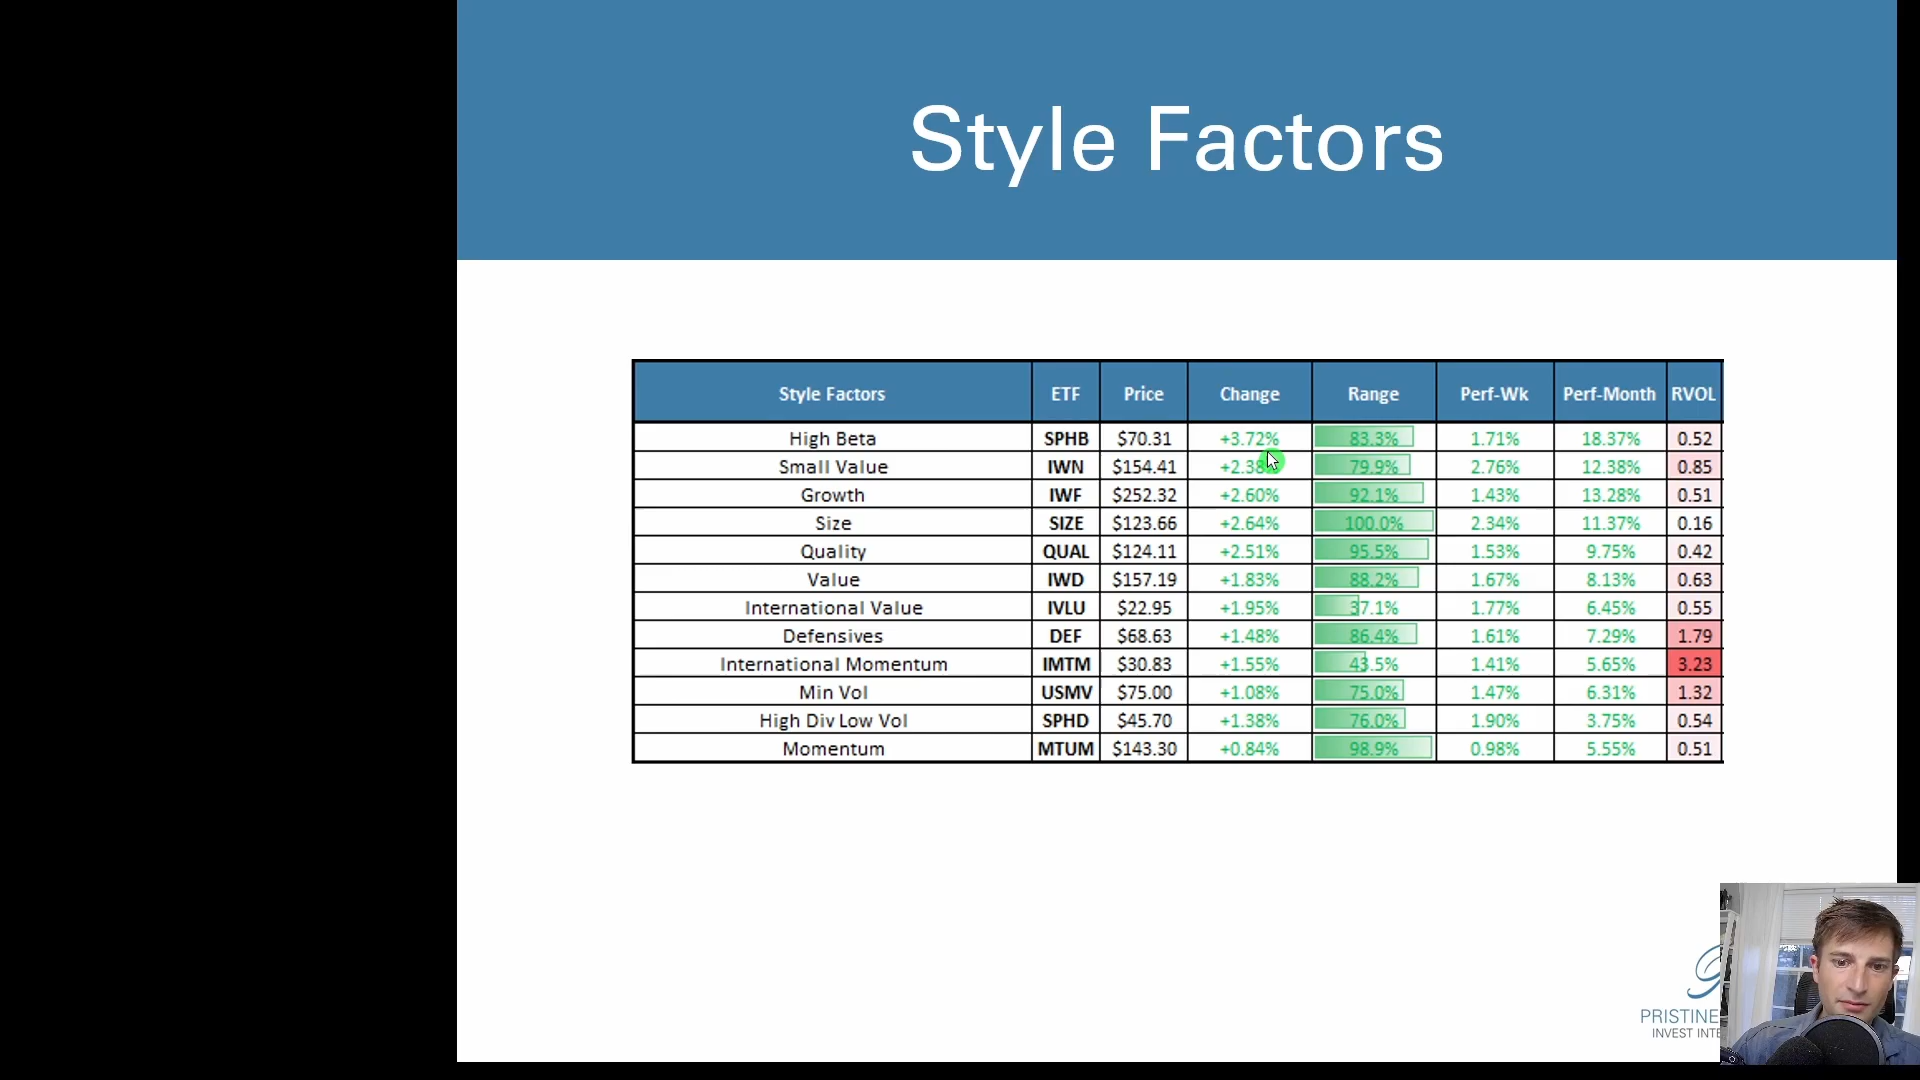 Style Factors
Style Factors ETF Price Change Range Perf-Wk Perf-Month RVOL
High Beta SPHB $70.31 +3.72% 83.3% 1.71% 18.37% 0.52
Small Value IWN $154.41 +2.38 79.9% 2.76% 12.38% 0.85
Growth IWF $252.32 +2.60% 92.1% 1.43% 13.28% 0.51
Size SIZE $123.66 +2.64% 100.0% 2.34% 11.37% 0.16
Quality QUAL $124.11 +2.51% 95.5% 1.53% 9.75% 0.42
Value IWD $157.19 +1.83% 88.2% 1.67% 8.13% 0.63
International Value IVLU $22.95 +1.95% 37.1% 1.77% 6.45% 0.55
Defensives DEF $68.63 +1.48% 86.4% 1.61% 7.29% 1.79
International Momentum IMTM $30.83 +1.55% 43.5% 1.41% 5.65% 3.23
Min Vol USMV $75.00 +1.08% 75.0% 1.47% 6.31% 1.32
High Div Low Vol SPHD $45.70 +1.38% 76.0% 1.90% 3.75% 0.54
Momentum MTUM $143.30 +0.84% 98.9% 0.98% 5.55% 0.51
PRISTINE
INVEST INTE